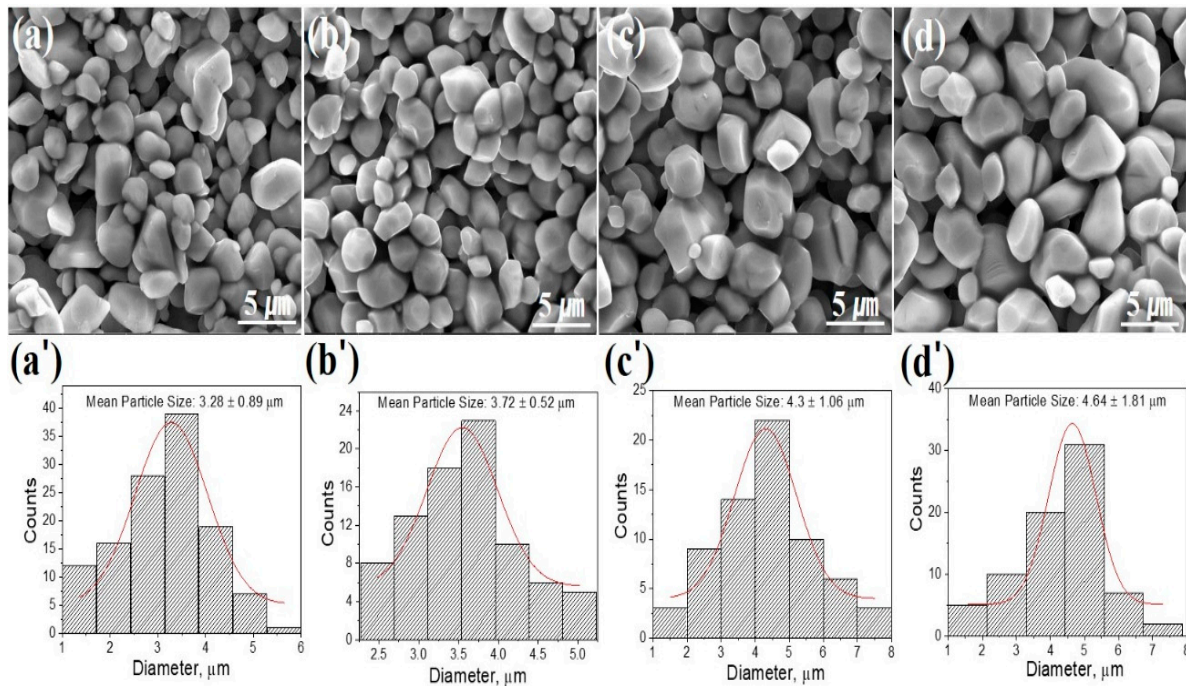 (a)
(b)
(c)
(d)
5 μm
5 μm
5 μm
5 μm
(a')
(b')
(c')
(d')
Mean Particle Size: 3.28 ± 0.89 μm
40
35
30
25
20
15
10
5
0
Counts
1 2 3 4 5 6
Diameter, μm
Mean Particle Size: 3.72 ± 0.52 μm
24
20
16
12
8
4
0
Counts
2.5 3.0 3.5 4.0 4.5 5.0
Diameter, μm
Mean Particle Size: 4.3 ± 1.06 μm
25
20
15
10
5
0
Counts
1 2 3 4 5 6 7 8
Diameter, μm
Mean Particle Size: 4.64 ± 1.81 μm
40
30
20
10
0
Counts
1 2 3 4 5 6 7 8
Diameter, μm